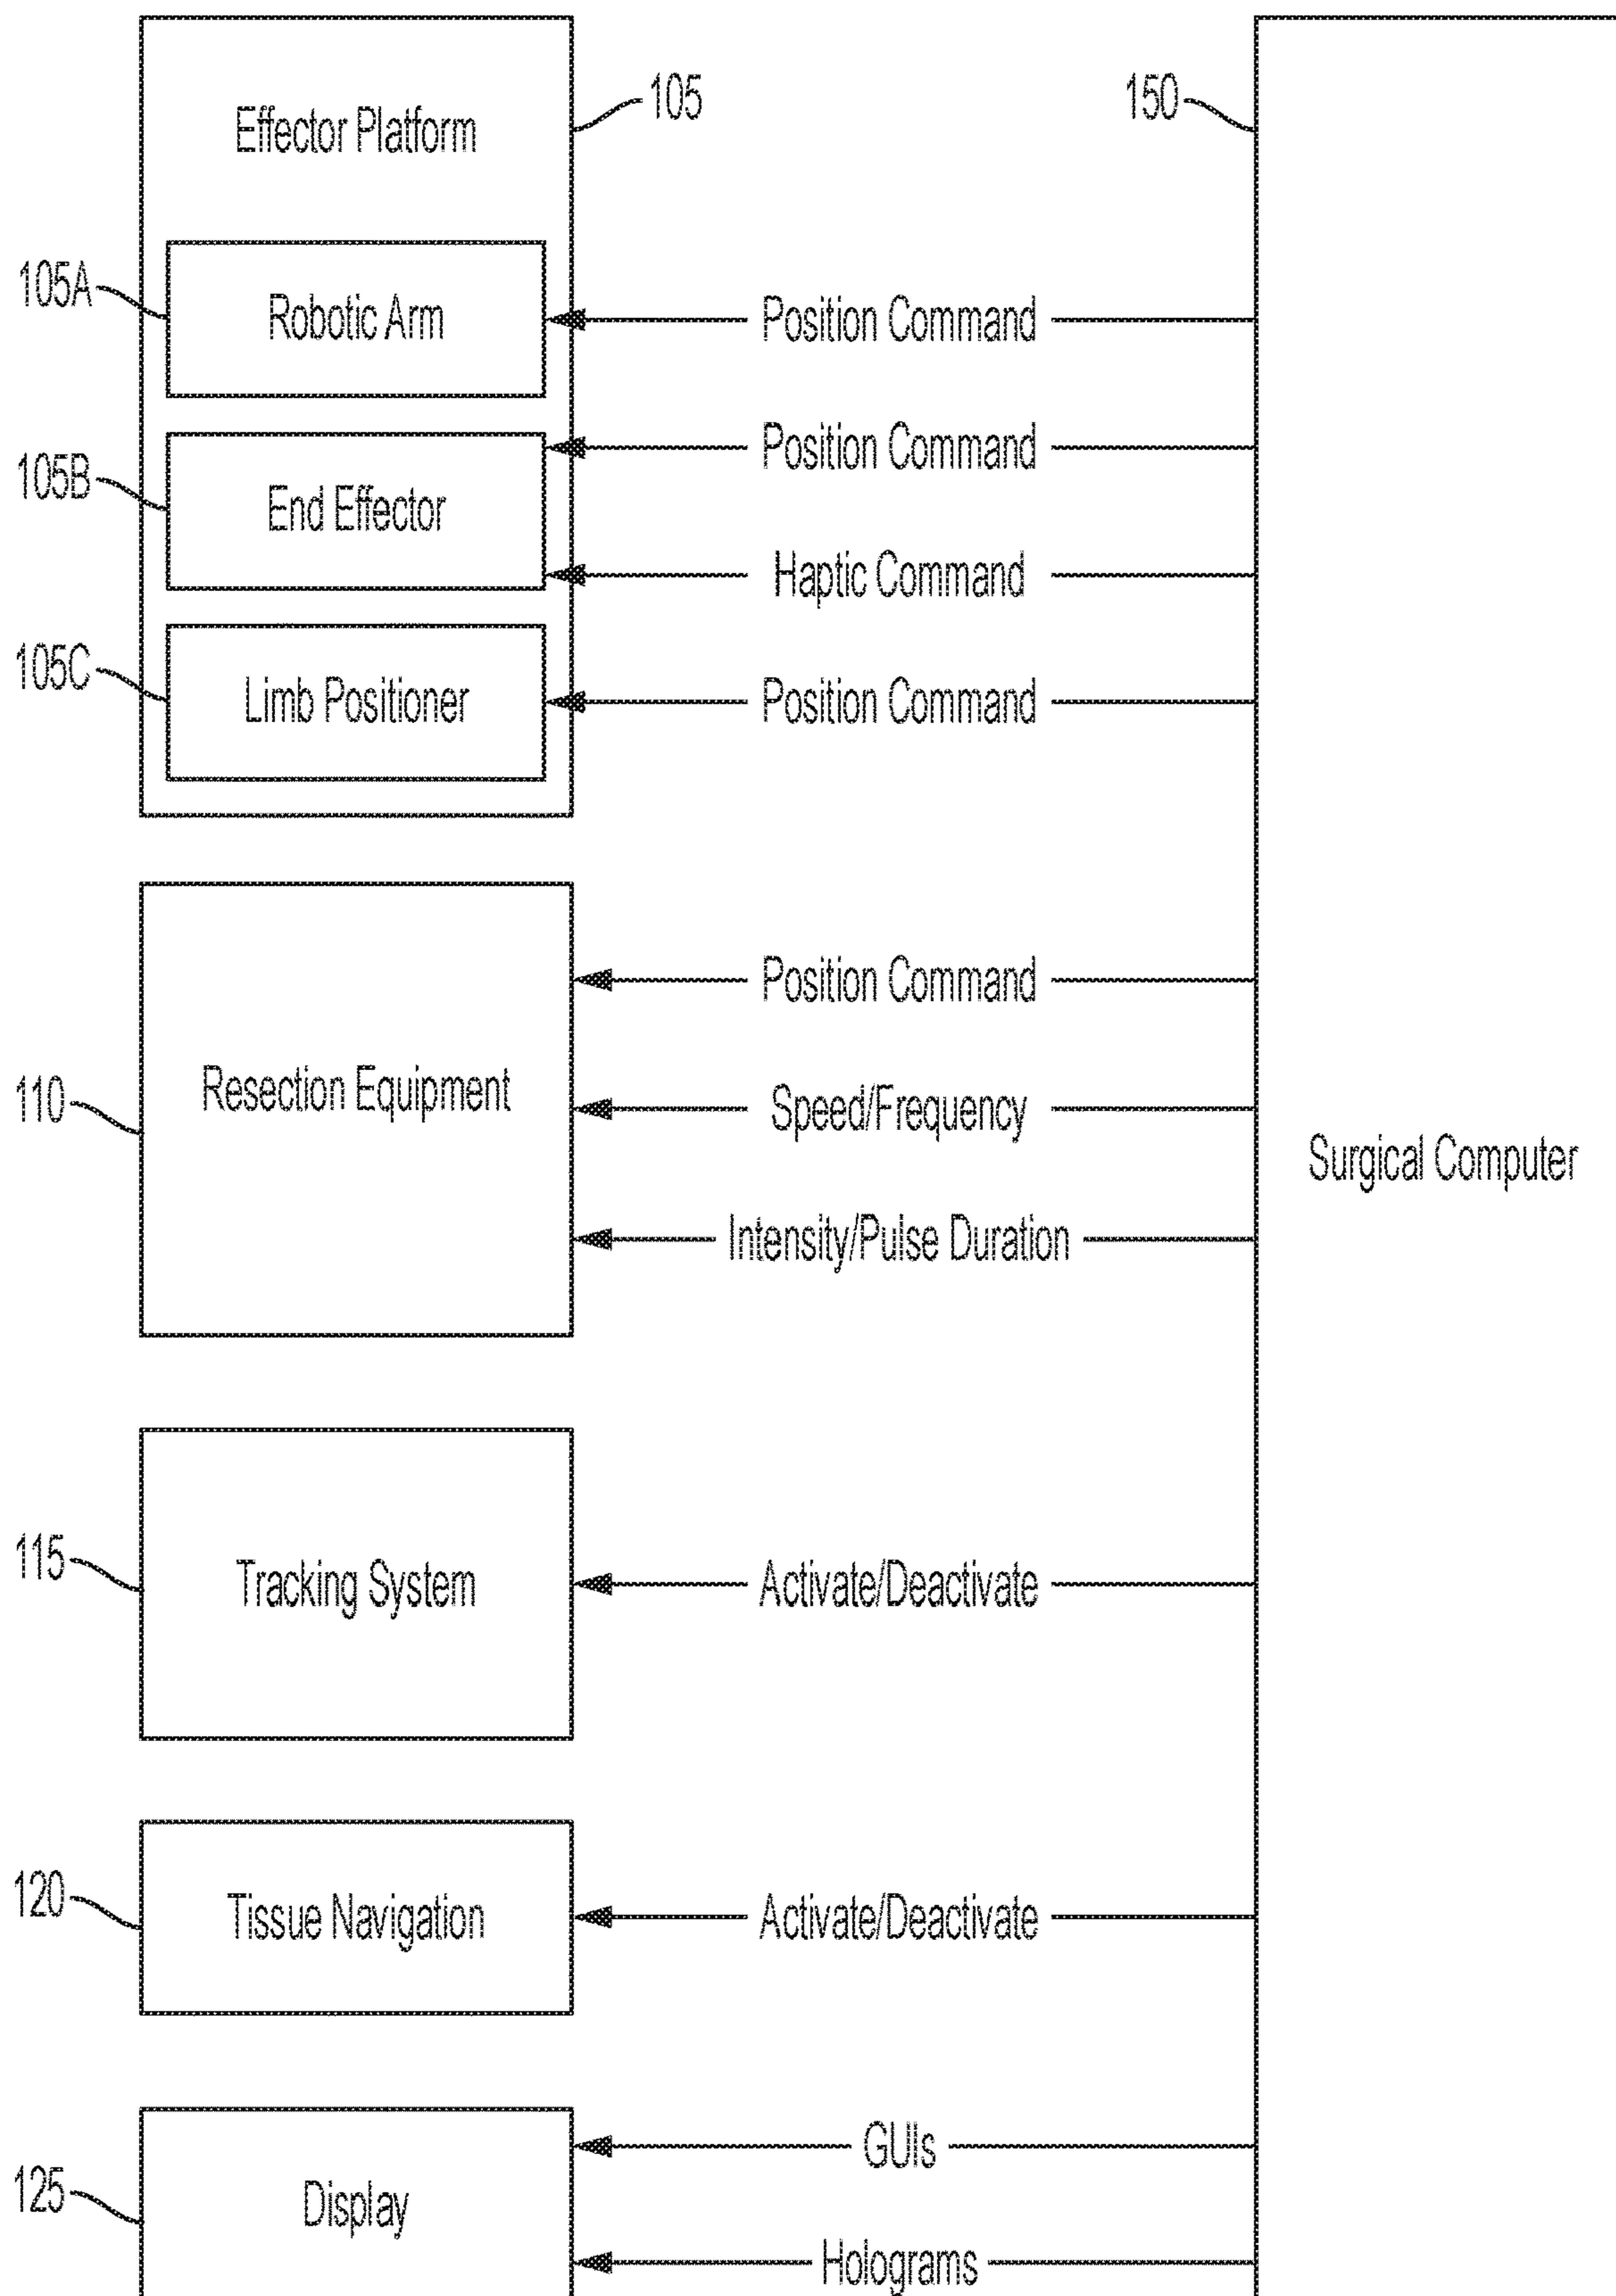 Effector Platform
105
150
105A
Robotic Arm
Position Command
Position Command
105B
End Effector
Haptic Command
105C
Limb Positioner
Position Command
Position Command
110
Resection Equipment
Speed/Frequency
Surgical Computer
Intensity/Pulse Duration
115
Tracking System
Activate/Deactivate
120
Tissue Navigation
Activate/Deactivate
GUIs
125
Display
Holograms